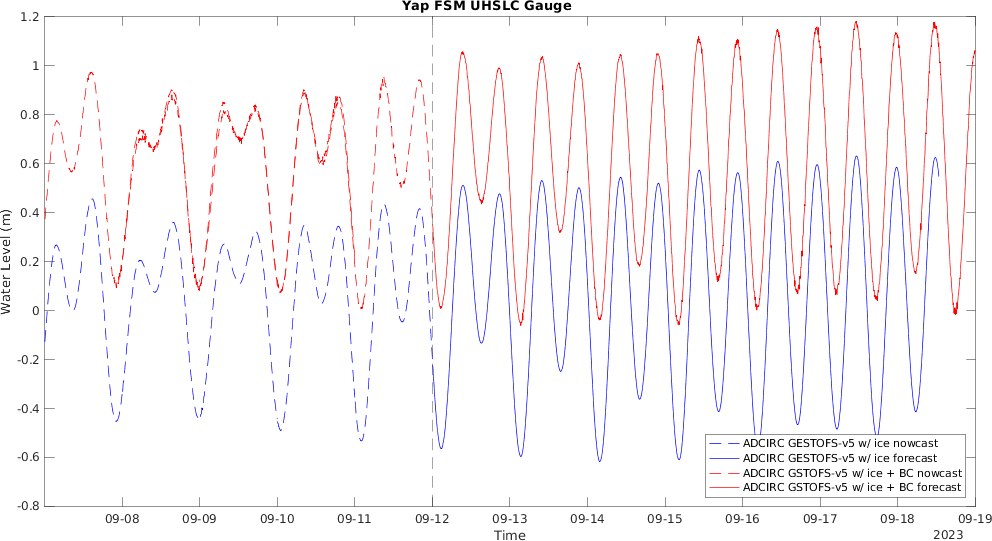 Yap FSM UHSLC Gauge
1.2
1
0.8
0.6
0.4
0.2
0
-0.2
-0.4
-0.6
-0.8
Water Level (m)
ADCIRC GESTOFS-v5 w/ ice nowcast
ADCIRC GESTOFS-v5 w/ ice forecast
ADCIRC GSTOFS-v5 w/ ice + BC nowcast
ADCIRC GSTOFS-v5 w/ ice + BC forecast
09-08 09-09 09-10 09-11 09-12 09-13 09-14 09-15 09-16 09-17 09-18 09-19
Time
2023